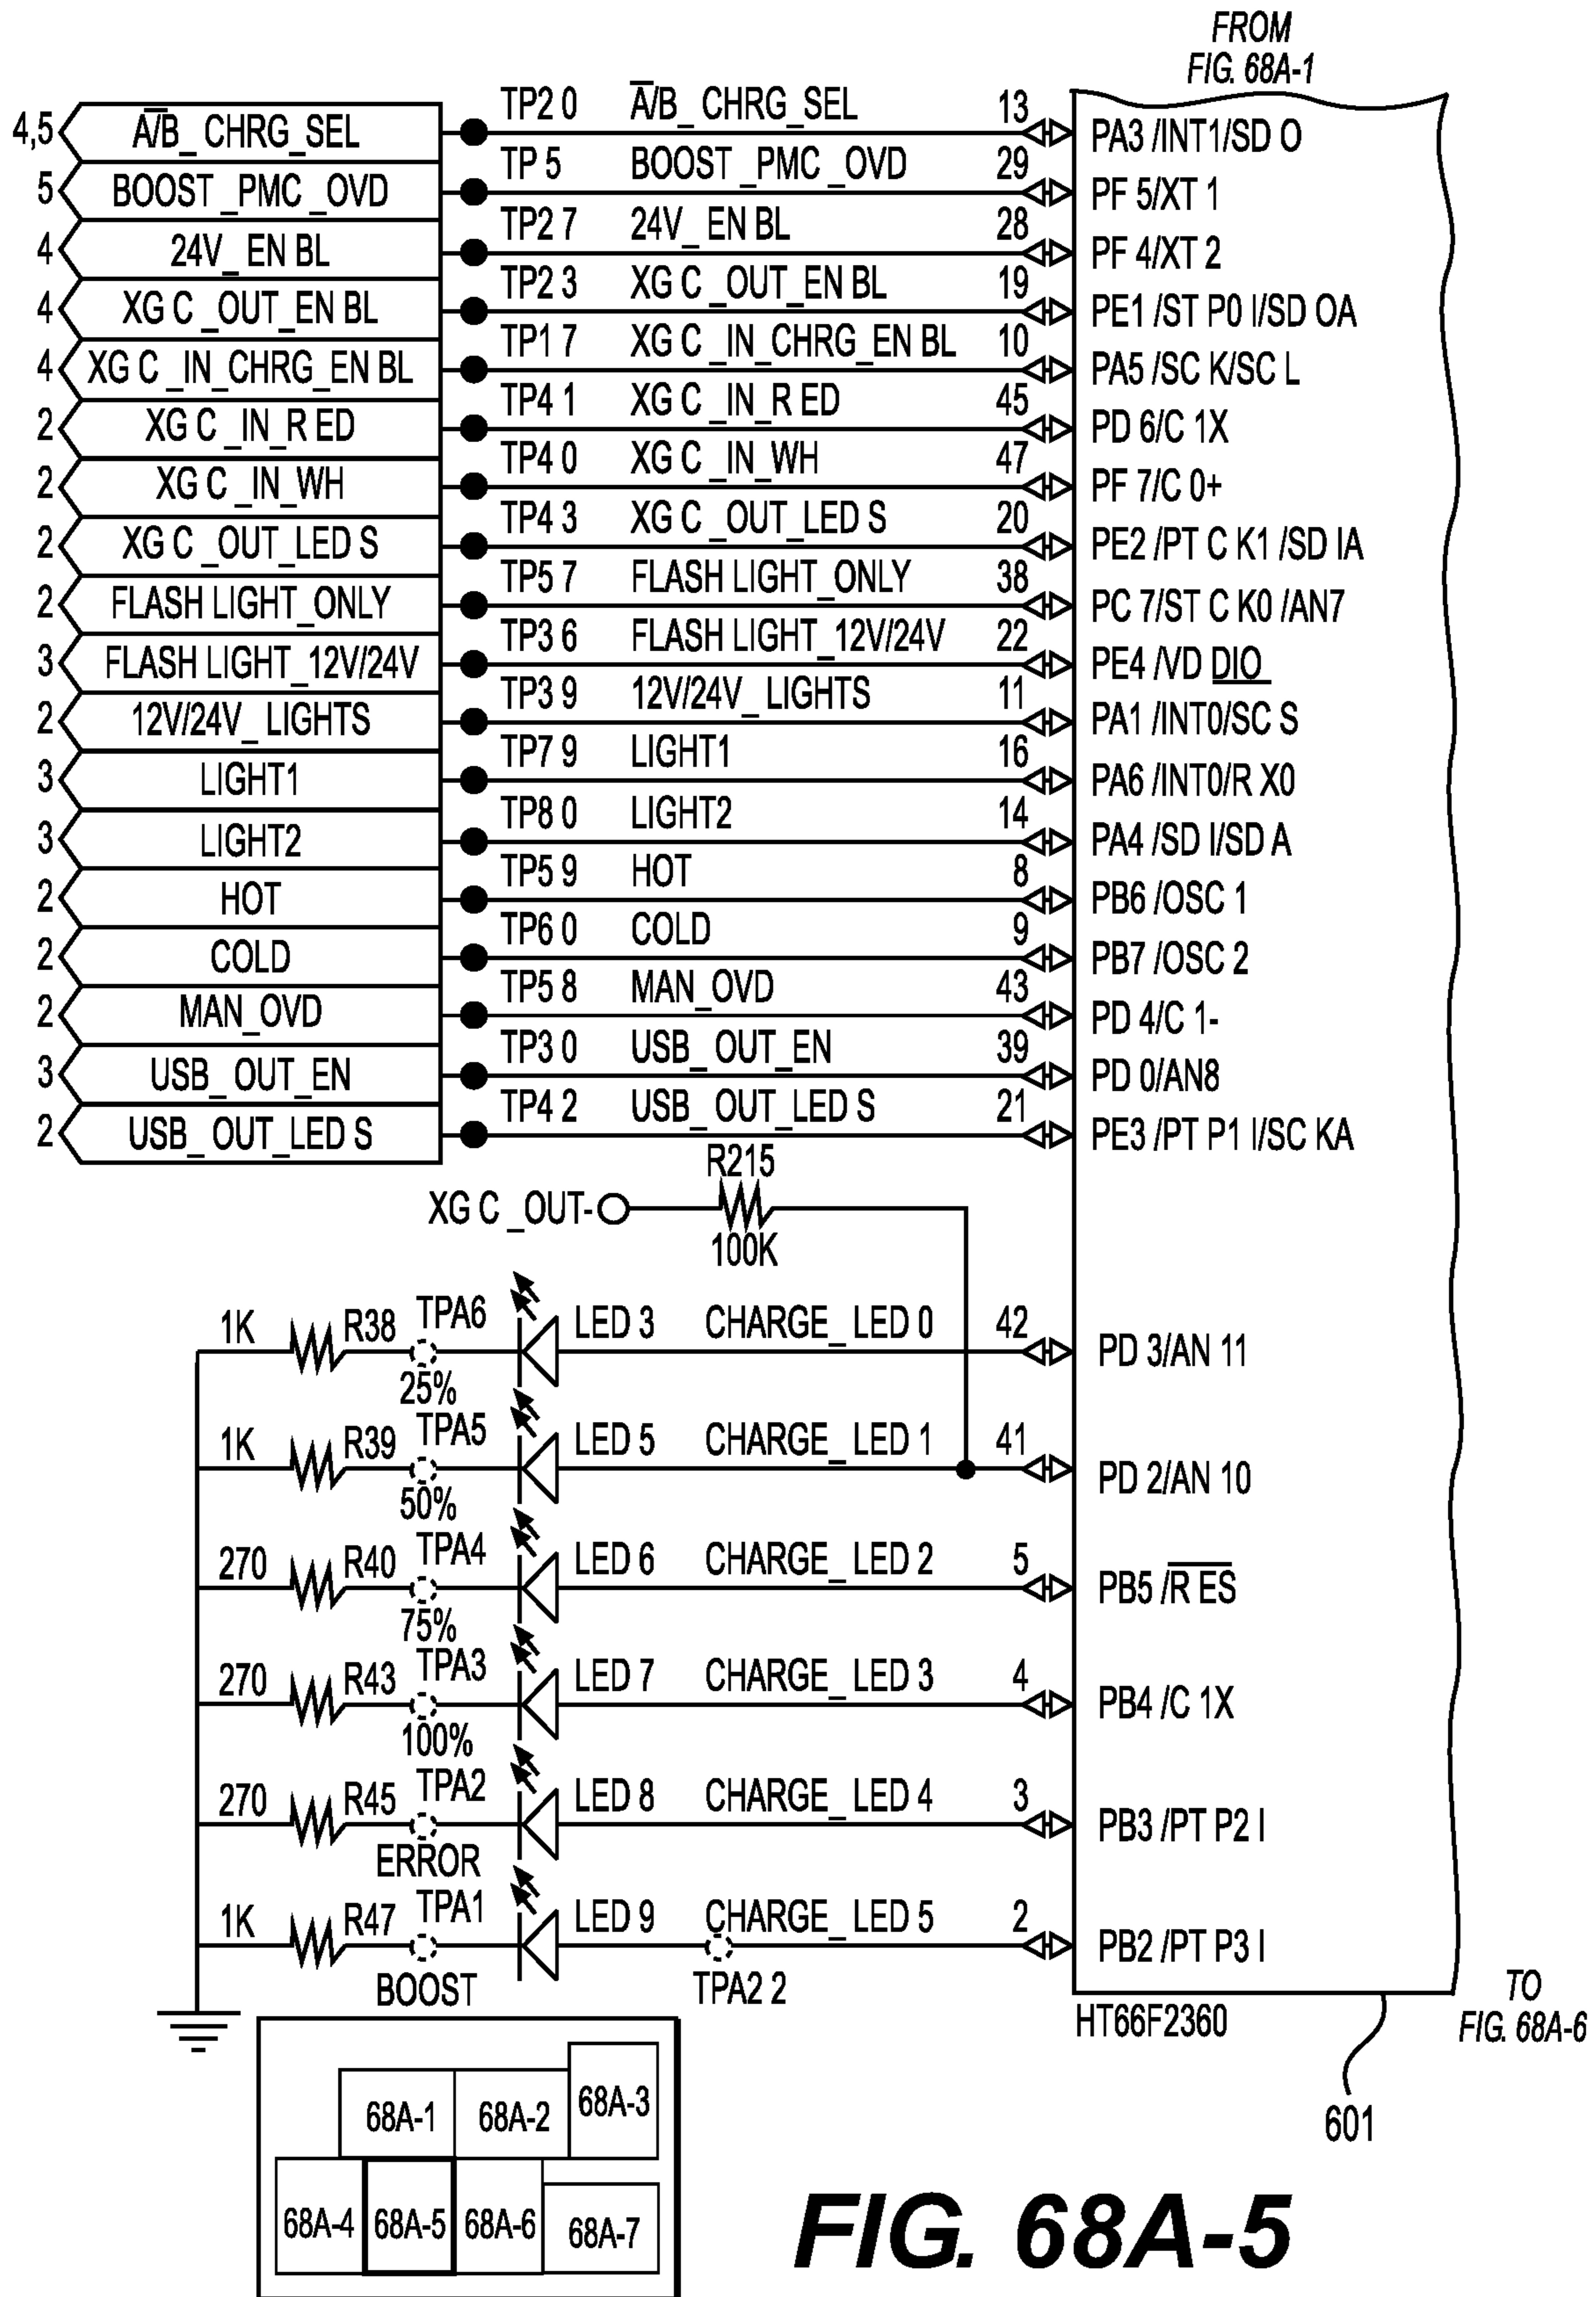 FROM
FIG. 68A-1
4,5 A̅/B_ CHRG_SEL TP2 0 A̅/B_ CHRG_SEL 13 PA3 /INT1/SD O
5 BOOST _PMC _OVD TP 5 BOOST _PMC _OVD 29 PF 5/XT 1
4 24V_ EN BL TP2 7 24V_ EN BL 28 PF 4/XT 2
4 XG C _OUT_EN BL TP2 3 XG C _OUT_EN BL 19 PE1 /ST P0 I/SD OA
4 XG C _IN_CHRG_EN BL TP1 7 XG C _IN_CHRG_EN BL 10 PA5 /SC K/SC L
2 XG C _IN_R ED TP4 1 XG C _IN_R ED 45 PD 6/C 1X
2 XG C _IN_WH TP4 0 XG C _IN_WH 47 PF 7/C 0+
2 XG C _OUT_LED S TP4 3 XG C _OUT_LED S 20 PE2 /PT C K1 /SD IA
2 FLASH LIGHT_ONLY TP5 7 FLASH LIGHT_ONLY 38 PC 7/ST C K0 /AN7
3 FLASH LIGHT_12V/24V TP3 6 FLASH LIGHT_12V/24V 22 PE4 /VD DIO
2 12V/24V_ LIGHTS TP3 9 12V/24V_ LIGHTS 11 PA1 /INT0/SC S
3 LIGHT1 TP7 9 LIGHT1 16 PA6 /INT0/R X0
3 LIGHT2 TP8 0 LIGHT2 14 PA4 /SD I/SD A
2 HOT TP5 9 HOT 8 PB6 /OSC 1
2 COLD TP6 0 COLD 9 PB7 /OSC 2
2 MAN_OVD TP5 8 MAN_OVD 43 PD 4/C 1-
3 USB_ OUT_EN TP3 0 USB_ OUT_EN 39 PD 0/AN8
2 USB_ OUT_LED S TP4 2 USB_ OUT_LED S 21 PE3 /PT P1 I/SC KA
R215
XG C _OUT-
100K
1K R38 TPA6 LED 3 CHARGE_ LED 0 42 PD 3/AN 11
25%
1K R39 TPA5 LED 5 CHARGE_ LED 1 41 PD 2/AN 10
50%
270 R40 TPA4 LED 6 CHARGE_ LED 2 5 PB5 /R̅ ̅E̅S̅
75%
270 R43 TPA3 LED 7 CHARGE_ LED 3 4 PB4 /C 1X
100%
270 R45 TPA2 LED 8 CHARGE_ LED 4 3 PB3 /PT P2 I
ERROR
1K R47 TPA1 LED 9 CHARGE_ LED 5 2 PB2 /PT P3 I
BOOST TPA2 2
HT66F2360
TO
FIG. 68A-6
601
68A-1 68A-2 68A-3
68A-4 68A-5 68A-6 68A-7
FIG. 68A-5